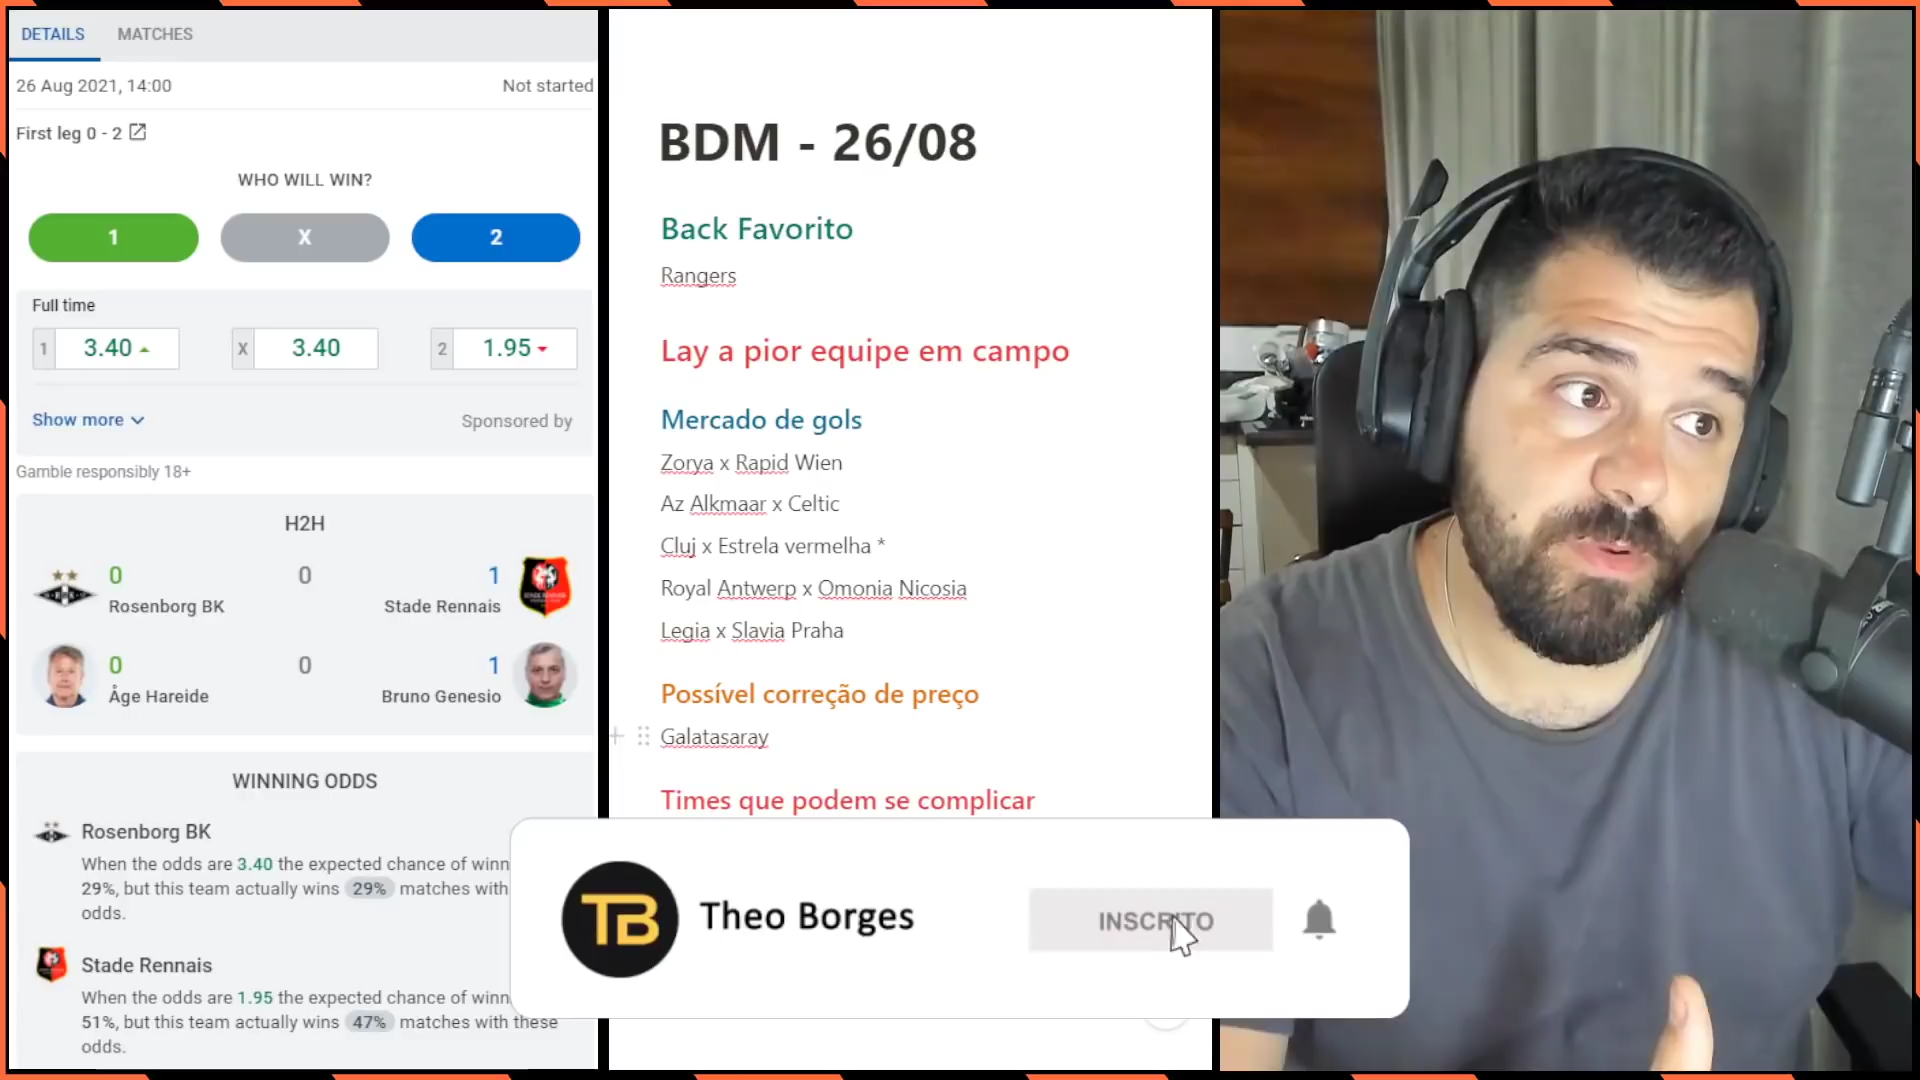 DETAILS MATCHES
26 Aug 2021, 14:00 Not started
First leg 0 - 2
WHO WILL WIN?
1 X 2
Full time
1 3.40 X 3.40 2 1.95
Show more Sponsored by
Gamble responsibly 18+
H2H
0 0 1
Rosenborg BK Stade Rennais
0 0 1
Åge Hareide Bruno Genesio
WINNING ODDS
Rosenborg BK
When the odds are 3.40 the expected chance of winn
29%, but this team actually wins 29% matches with
odds.
Stade Rennais
When the odds are 1.95 the expected chance of winn
51%, but this team actually wins 47% matches with these
odds.
BDM - 26/08
Back Favorito
Rangers
Lay a pior equipe em campo
Mercado de gols
Zorya x Rapid Wien
Az Alkmaar x Celtic
Cluj x Estrela vermelha *
Royal Antwerp x Omonia Nicosia
Legia x Slavia Praha
Possível correção de preço
Galatasaray
Times que podem se complicar
TB Theo Borges INSCRITO